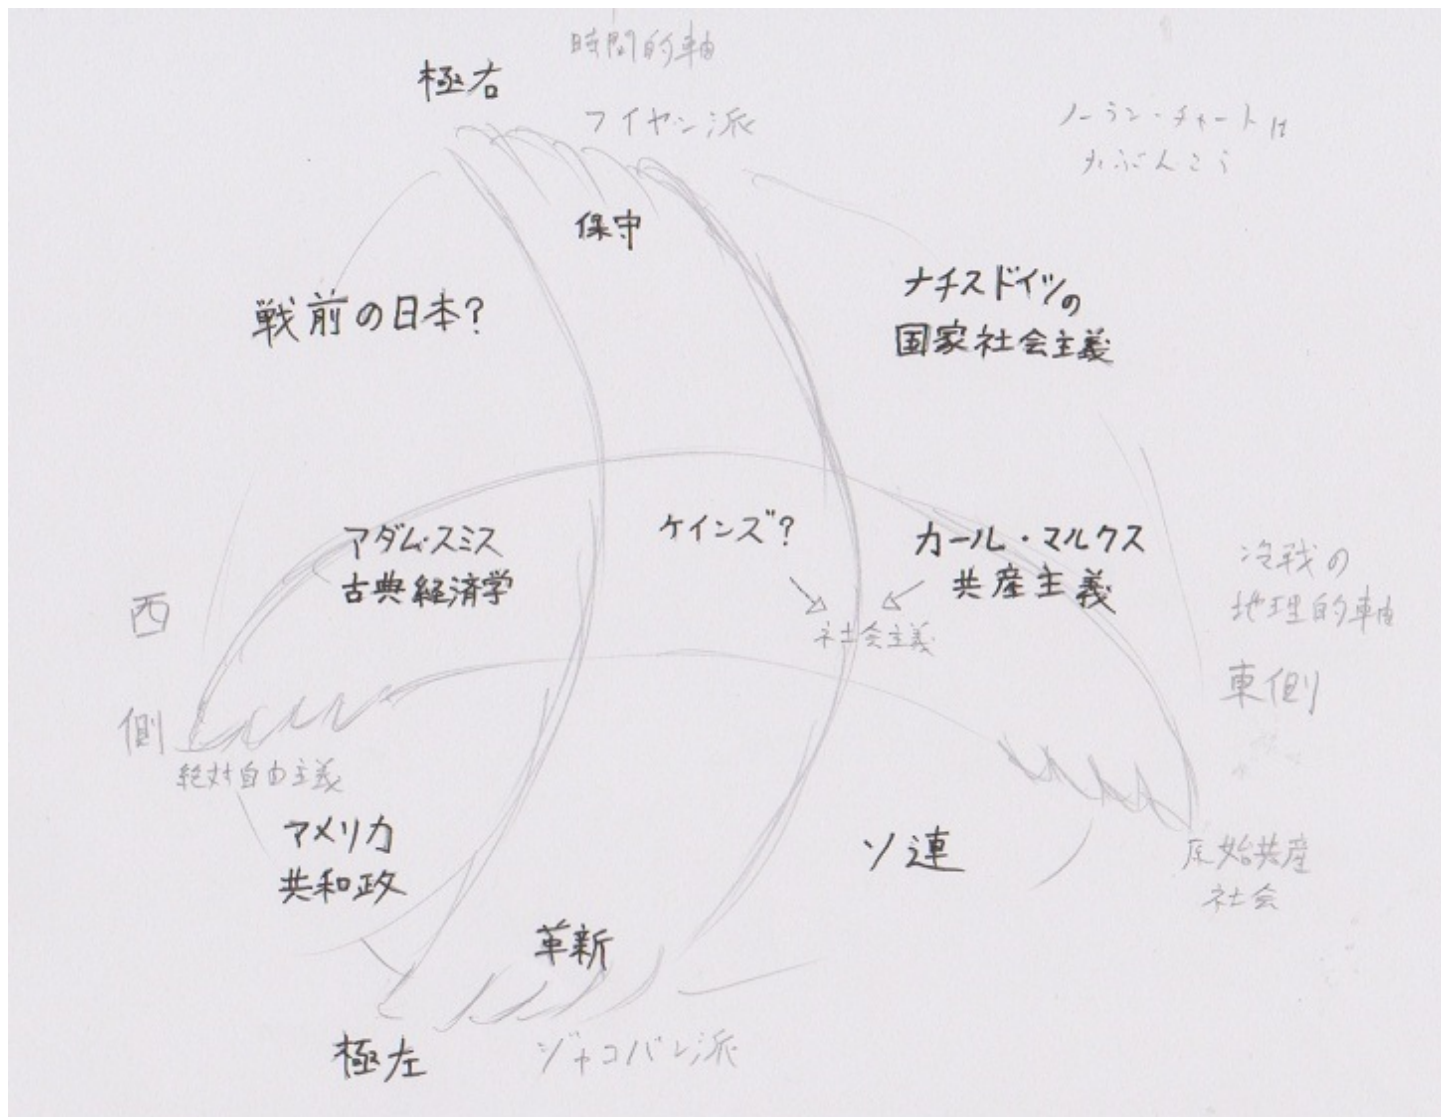 時間的軸
極右
フイヤン派
ノーラン・チャートは
保守
ナチスドイツの
国家社会主義
戦前の日本?
アダム・スミス
古典経済学
ケインズ?
カール・マルクス
共産主義
社会主義
冷戦の
地理的軸
西
側
東側
絶対自由主義
アメリカ
共和政
ソ連
原始共産
社会
革新
極左
ジャコバン派